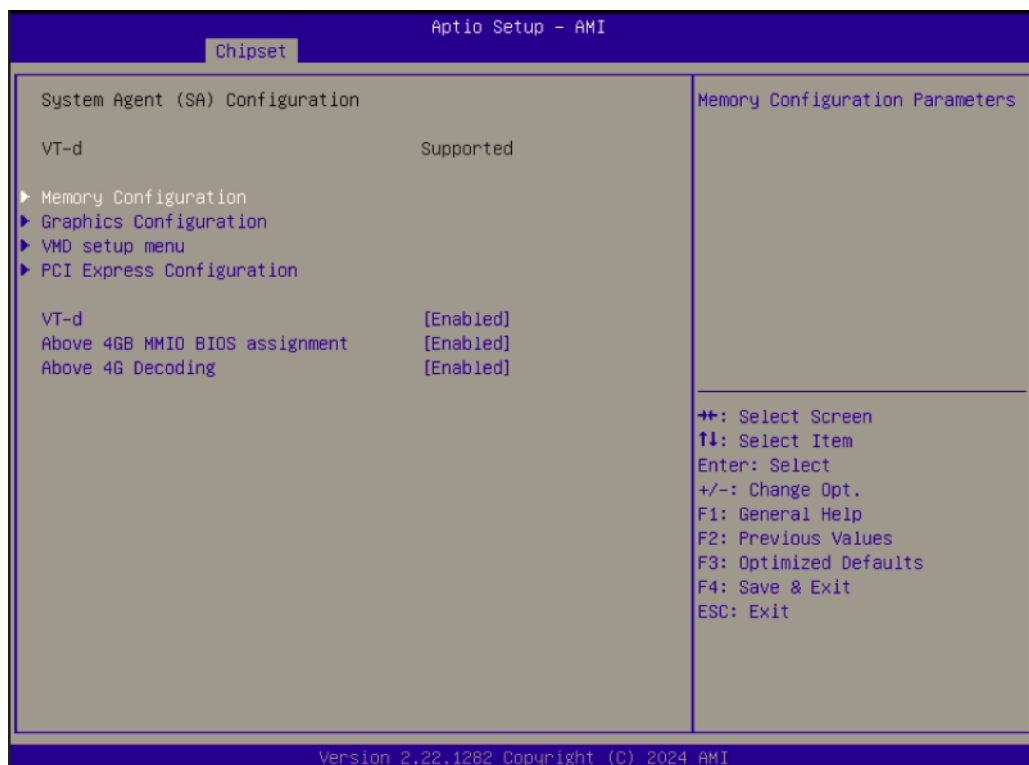 Aptio Setup – AMI
Chipset
System Agent (SA) Configuration
VT-d Supported
Memory Configuration
Graphics Configuration
VMD setup menu
PCI Express Configuration
VT-d [Enabled]
Above 4GB MMIO BIOS assignment [Enabled]
Above 4G Decoding [Enabled]
Memory Configuration Parameters
→←: Select Screen
↑↓: Select Item
Enter: Select
+/-: Change Opt.
F1: General Help
F2: Previous Values
F3: Optimized Defaults
F4: Save & Exit
ESC: Exit
Version 2.22.1282 Copyright (C) 2024 AMI